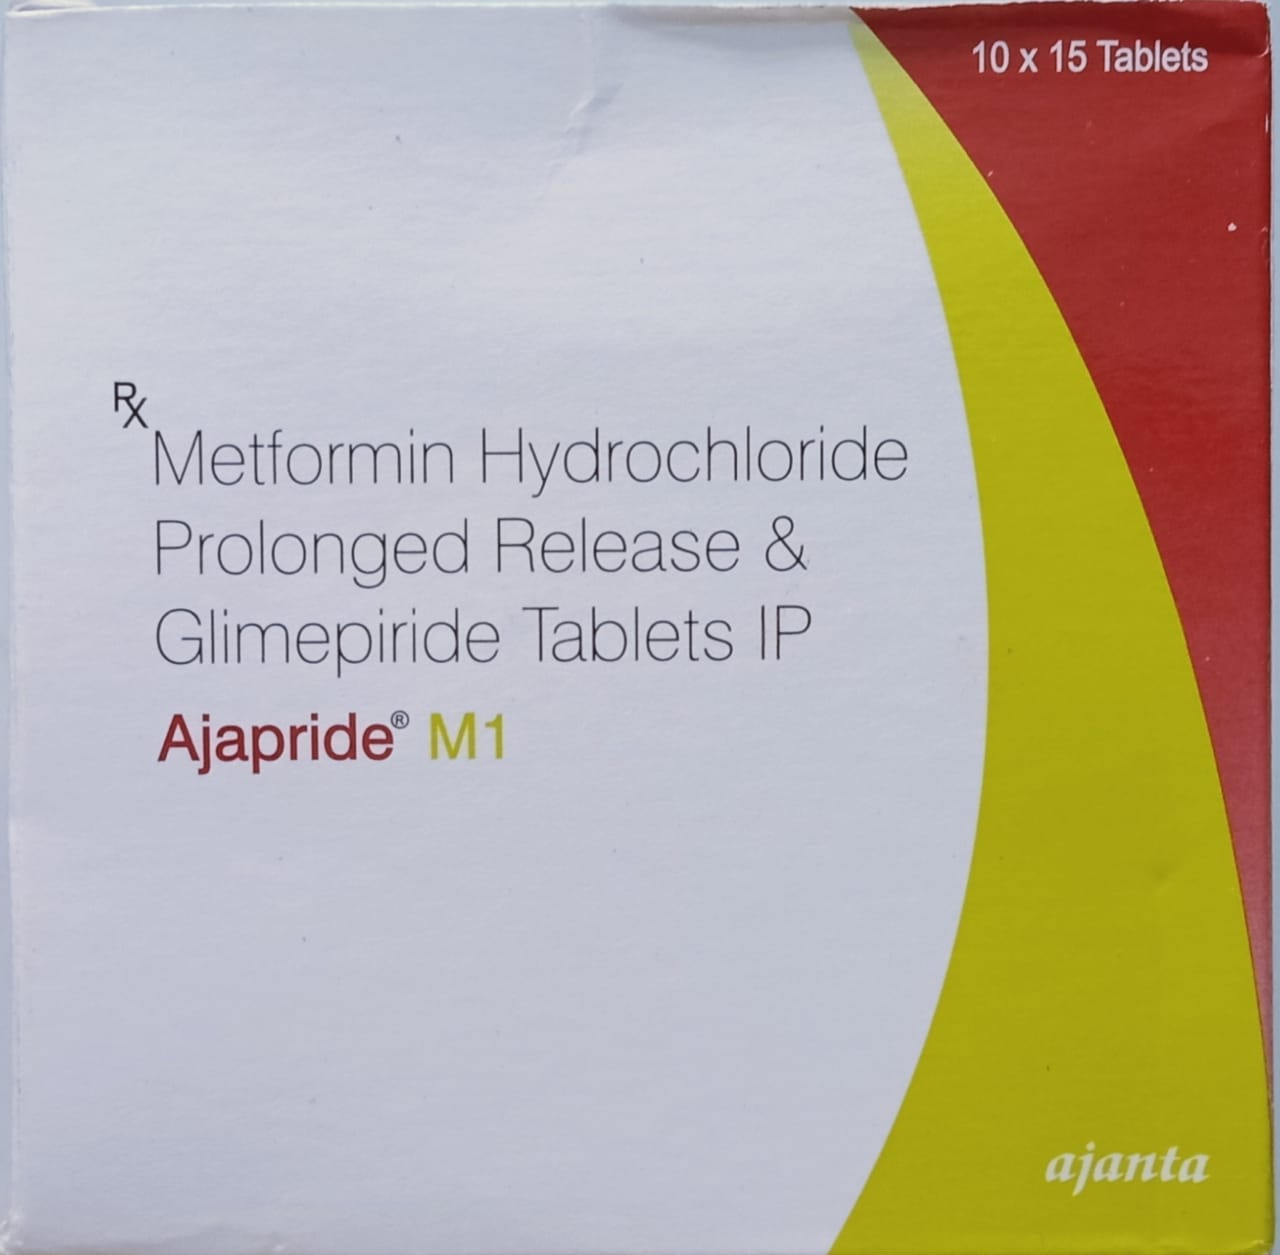 10 x 15 Tablets
Rx
Metformin Hydrochloride
Prolonged Release &
Glimepiride Tablets IP
Ajapride® M1
ajanta